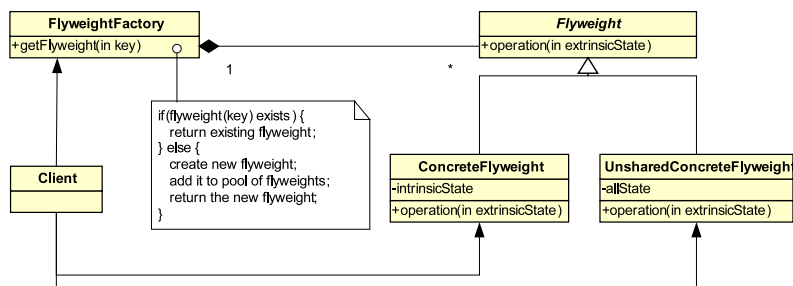 FlyweightFactory
+getFlyweight(in key)
Flyweight
+operation(in extrinsicState)
1
*
if(flyweight(key) exists) {
return existing flyweight;
} else {
create new flyweight;
add it to pool of flyweights;
return the new flyweight;
}
Client
ConcreteFlyweight
-intrinsicState
+operation(in extrinsicState)
UnsharedConcreteFlyweight
-allState
+operation(in extrinsicState)